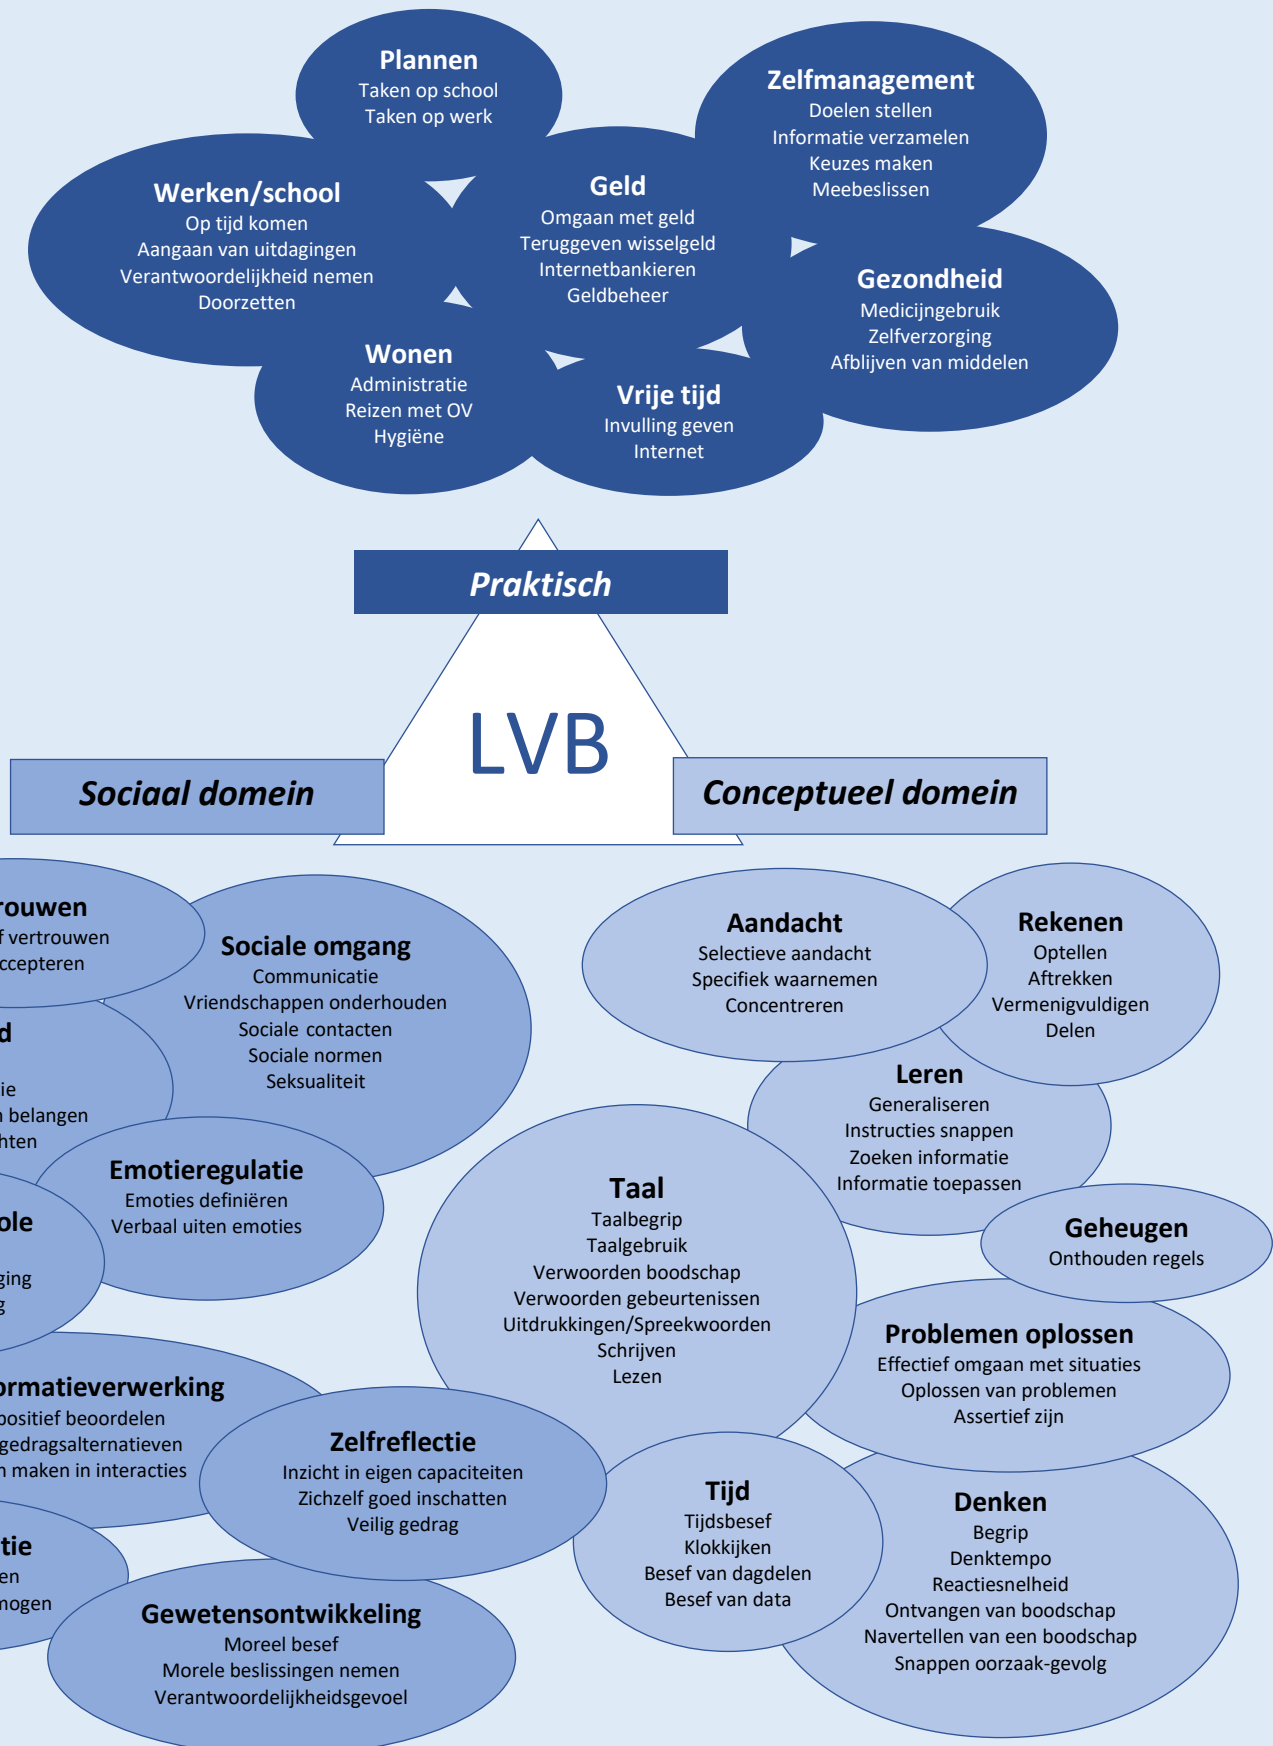 Plannen
Taken op school
Taken op werk
Zelfmanagement
Doelen stellen
Informatie verzamelen
Keuzes maken
Meebeslissen
Werken/school
Op tijd komen
Aangaan van uitdagingen
Verantwoordelijkheid nemen
Doorzetten
Geld
Omgaan met geld
Teruggeven wisselgeld
Internetbankieren
Geldbeheer
Gezondheid
Medicijngebruik
Zelfverzorging
Afblijven van middelen
Wonen
Administratie
Reizen met OV
Hygiëne
Vrije tijd
Invulling geven
Internet
Praktisch
LVB
Sociaal domein
Conceptueel domein
rouwen
f vertrouwen
ccepteren
Sociale omgang
Communicatie
Vriendschappen onderhouden
Sociale contacten
Sociale normen
Seksualiteit
d
ie
n belangen
hten
Emotieregulatie
Emoties definiëren
Verbaal uiten emoties
ole
ging
g
ormatieverwerking
positief beoordelen
gedragsalternatieven
n maken in interacties
Zelfreflectie
Inzicht in eigen capaciteiten
Zichzelf goed inschatten
Veilig gedrag
tie
en
mogen
Gewetensontwikkeling
Moreel besef
Morele beslissingen nemen
Verantwoordelijkheidsgevoel
Aandacht
Selectieve aandacht
Specifiek waarnemen
Concentreren
Rekenen
Optellen
Aftrekken
Vermenigvuldigen
Delen
Leren
Generaliseren
Instructies snappen
Zoeken informatie
Informatie toepassen
Taal
Taalbegrip
Taalgebruik
Verwoorden boodschap
Verwoorden gebeurtenissen
Uitdrukkingen/Spreekwoorden
Schrijven
Lezen
Geheugen
Onthouden regels
Problemen oplossen
Effectief omgaan met situaties
Oplossen van problemen
Assertief zijn
Tijd
Tijdsbesef
Klokkijken
Besef van dagdelen
Besef van data
Denken
Begrip
Denktempo
Reactiesnelheid
Ontvangen van boodschap
Navertellen van een boodschap
Snappen oorzaak-gevolg